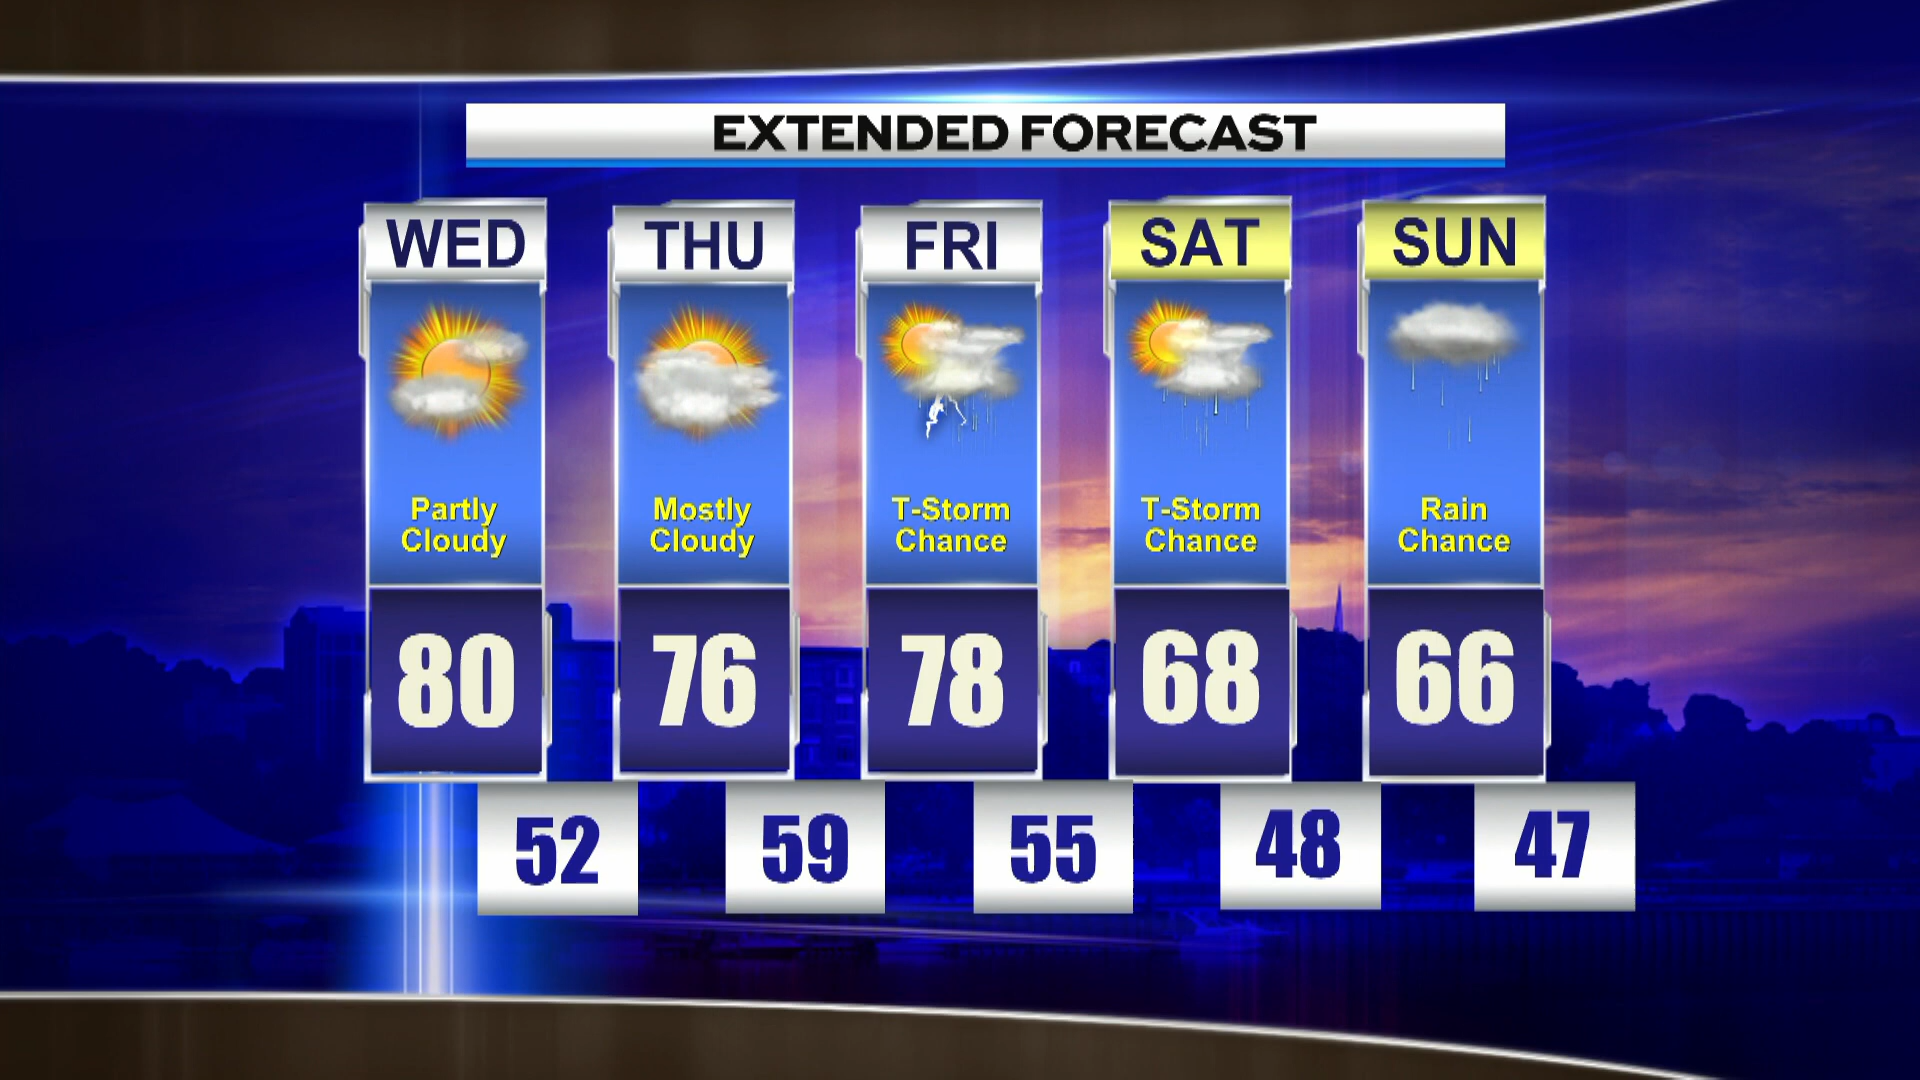 EXTENDED FORECAST
WED THU FRI SAT SUN
Partly Mostly T-Storm T-Storm Rain
Cloudy Cloudy Chance Chance Chance
80 76 78 68 66
52 59 55 48 47